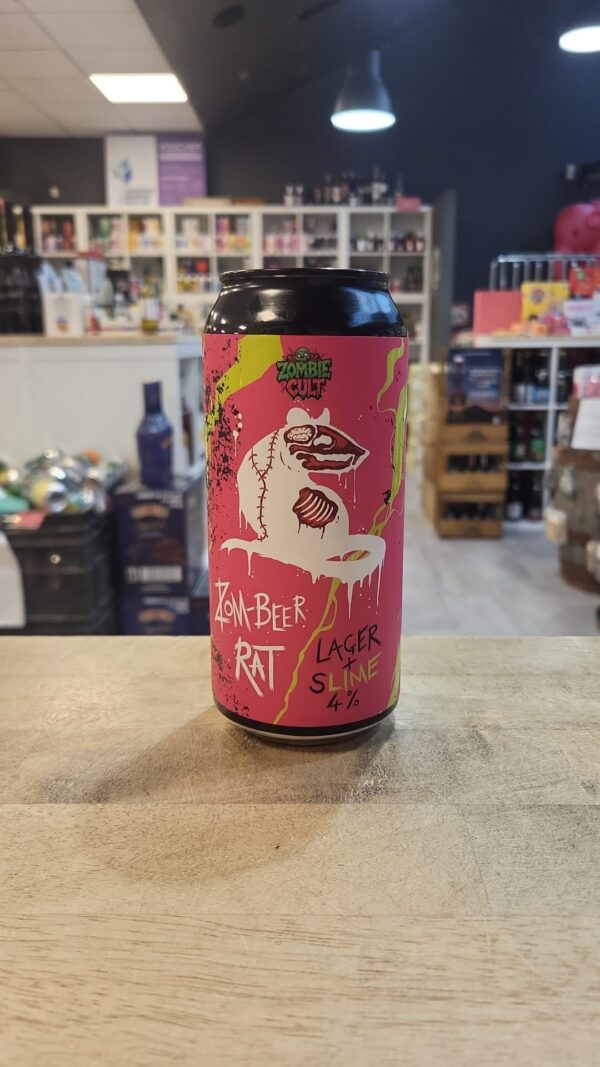 ZOMBIE
CULT
ZOM-BEER
RAT
LAGER
+
SLIME
4%